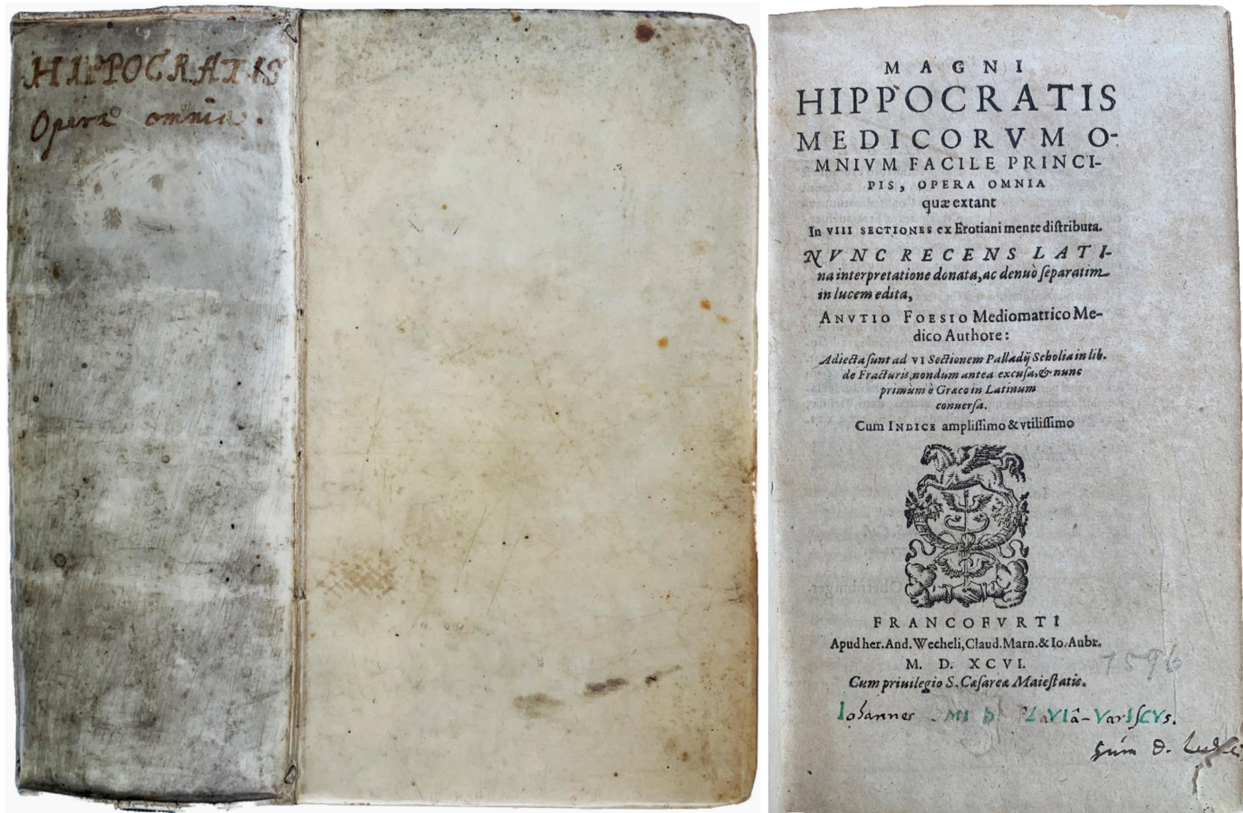 HIPPOCRATIS
Opera omnia.
MAGNI
HIPPOCRATIS
MEDICORVM O-
MNIVM FACILE PRINCI-
PIS, OPERA OMNIA
quæ extant
In VIII SECTIONES ex Erotiani mente distributa.
NVNC RECENS LATI-
na interpretatione donata, ac denuò separatim
in lucem edita,
ANVTIO FOESIO Mediomatrico Me-
dico Authore:
Adiecta sunt ad VI Sectionem Palladij Scholia in lib.
de Fracturis, nondum antea excusa, & nunc
primùm è Græco in Latinum
conuersa.
Cum INDICE amplissimo & vtilissimo
FRANCOFVRTI
Apud her. And. Wecheli, Claud. Marn. & Io. Aubr.
M. D. XCVI.
1596
Cum priuilegio S. Cæsareæ Maiestatis.
Iohannes VarIsCVs.